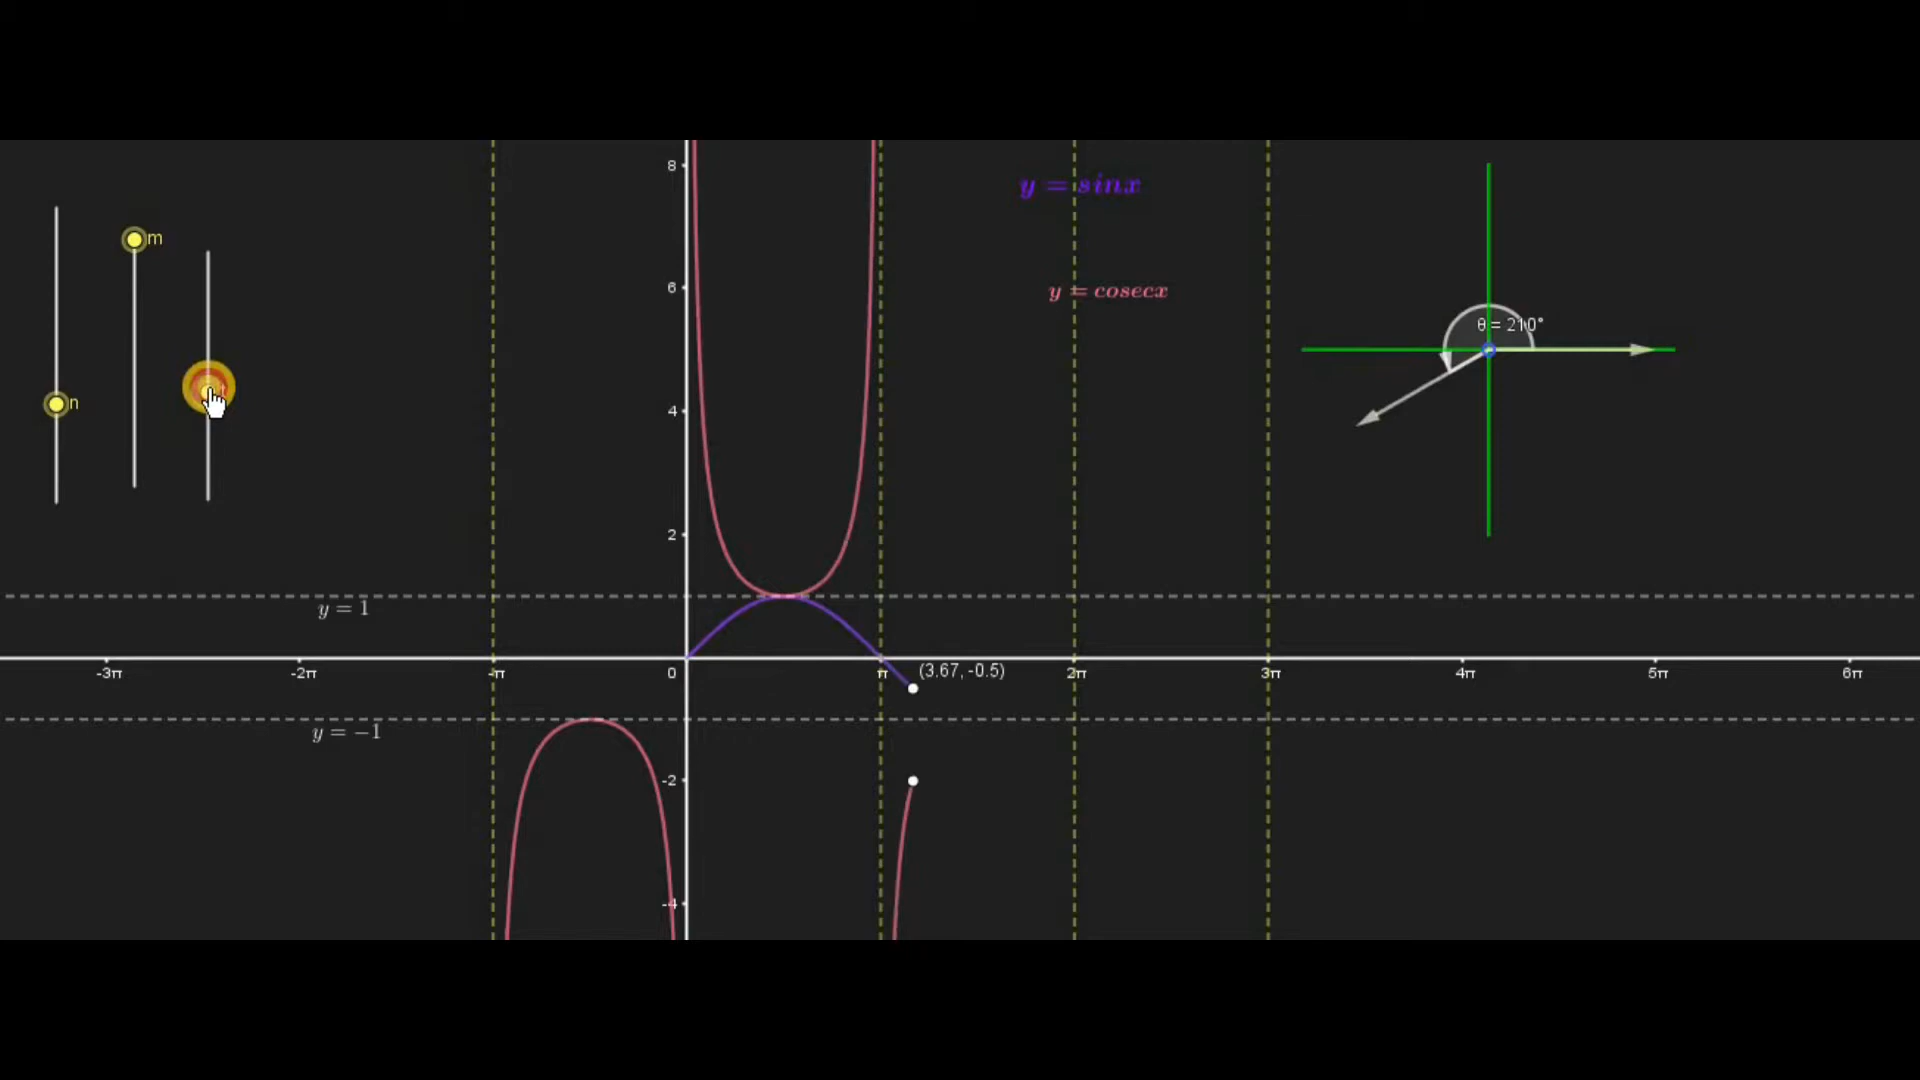 8
y = sinx
m
6
y = cosecx
θ = 210°
4
n
2
y = 1
-3π -2π -π 0 π (3.67, -0.5) 2π 3π 4π 5π 6π
y = −1
-2
-4